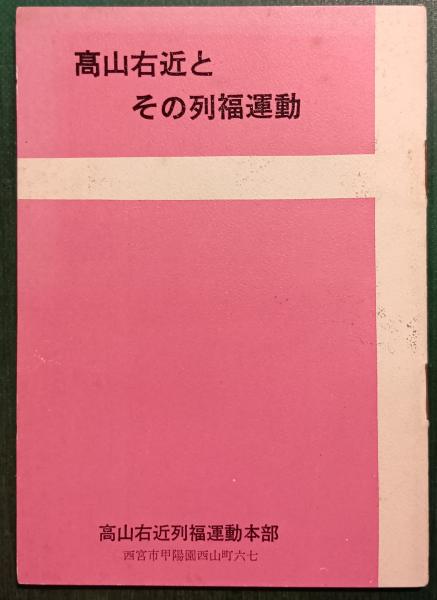 髙山右近と
その列福運動
高山右近列福運動本部
西宮市甲陽園西山町六七